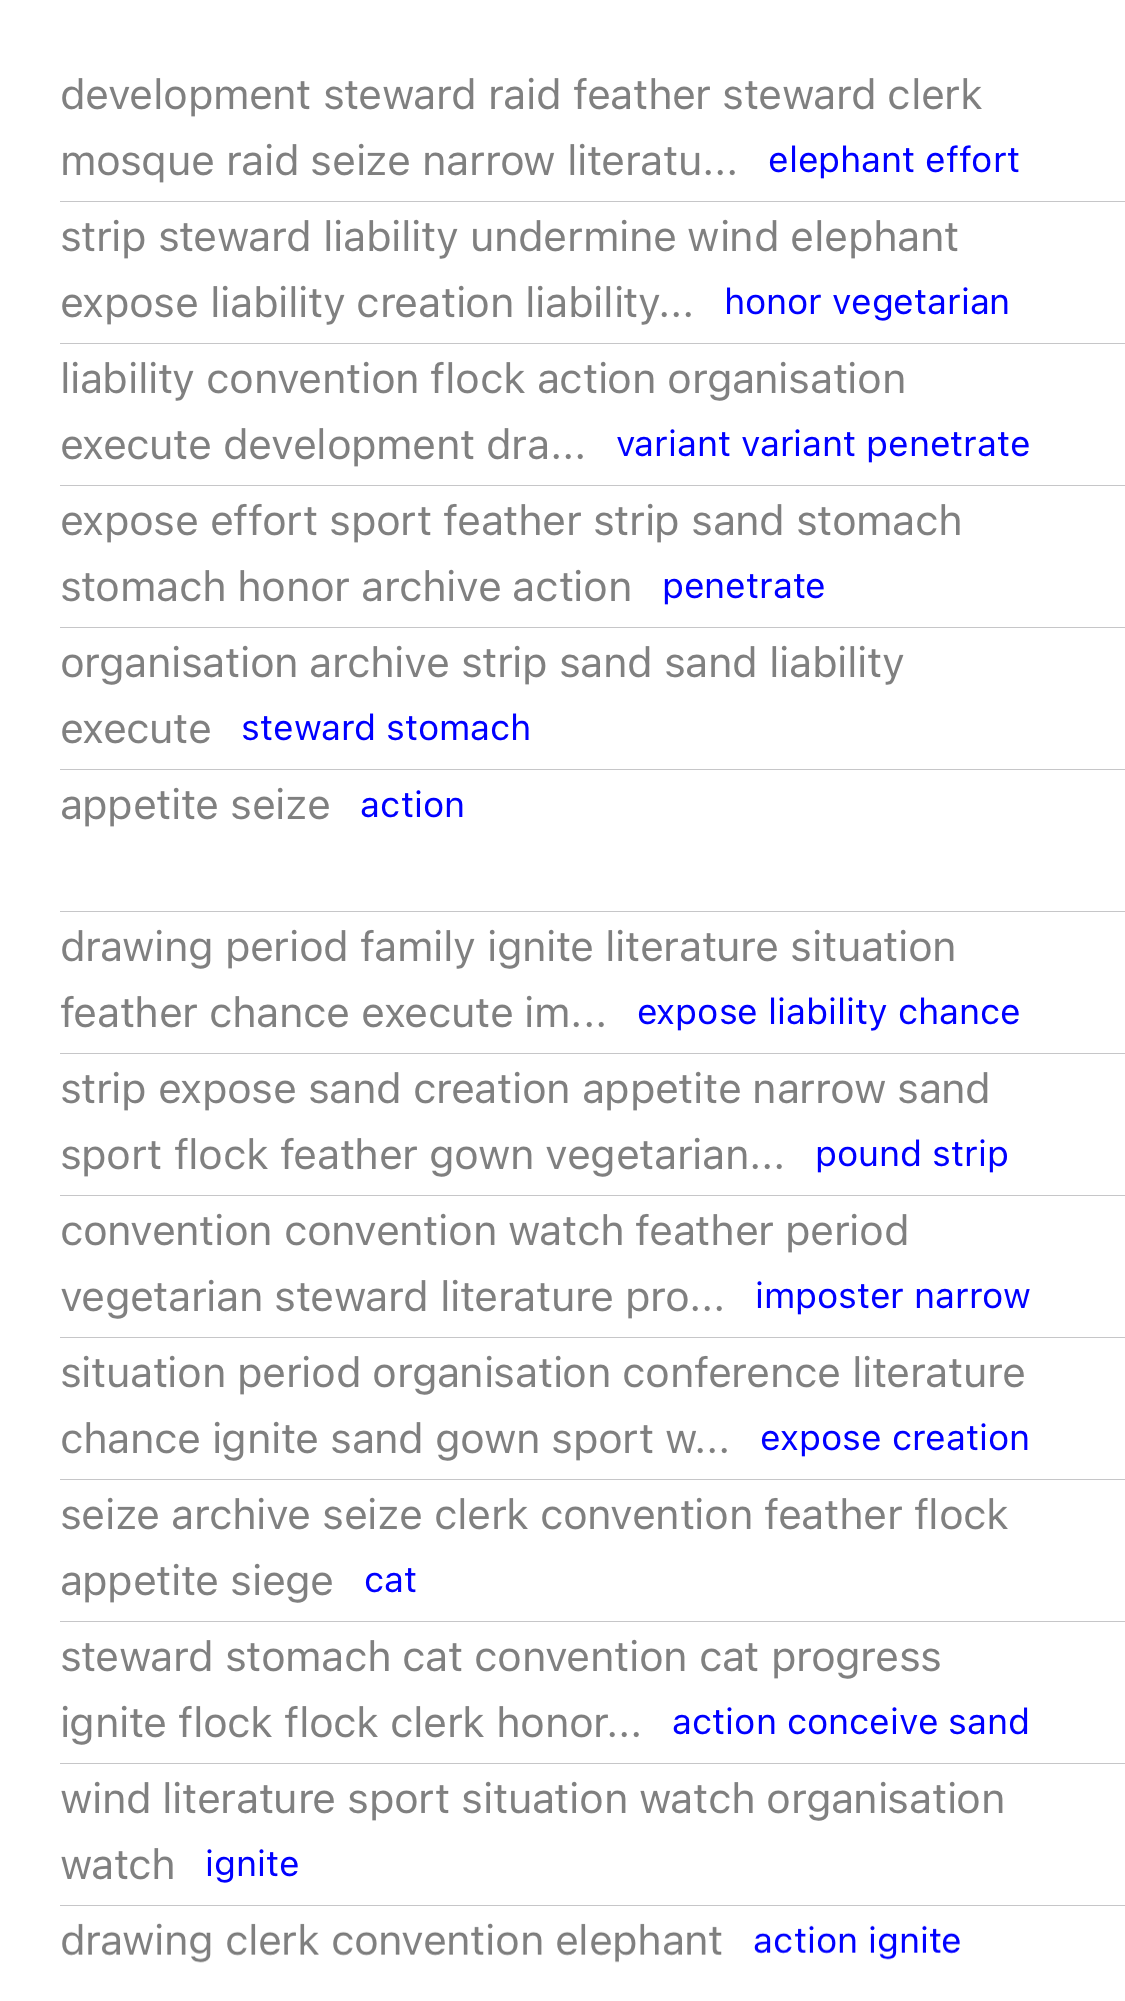 development steward raid feather steward clerk
mosque raid seize narrow literatu... elephant effort
strip steward liability undermine wind elephant
expose liability creation liability... honor vegetarian
liability convention flock action organisation
execute development dra... variant variant penetrate
expose effort sport feather strip sand stomach
stomach honor archive action penetrate
organisation archive strip sand sand liability
execute steward stomach
appetite seize action
drawing period family ignite literature situation
feather chance execute im... expose liability chance
strip expose sand creation appetite narrow sand
sport flock feather gown vegetarian... pound strip
convention convention watch feather period
vegetarian steward literature pro... imposter narrow
situation period organisation conference literature
chance ignite sand gown sport w... expose creation
seize archive seize clerk convention feather flock
appetite siege cat
steward stomach cat convention cat progress
ignite flock flock clerk honor... action conceive sand
wind literature sport situation watch organisation
watch ignite
drawing clerk convention elephant action ignite